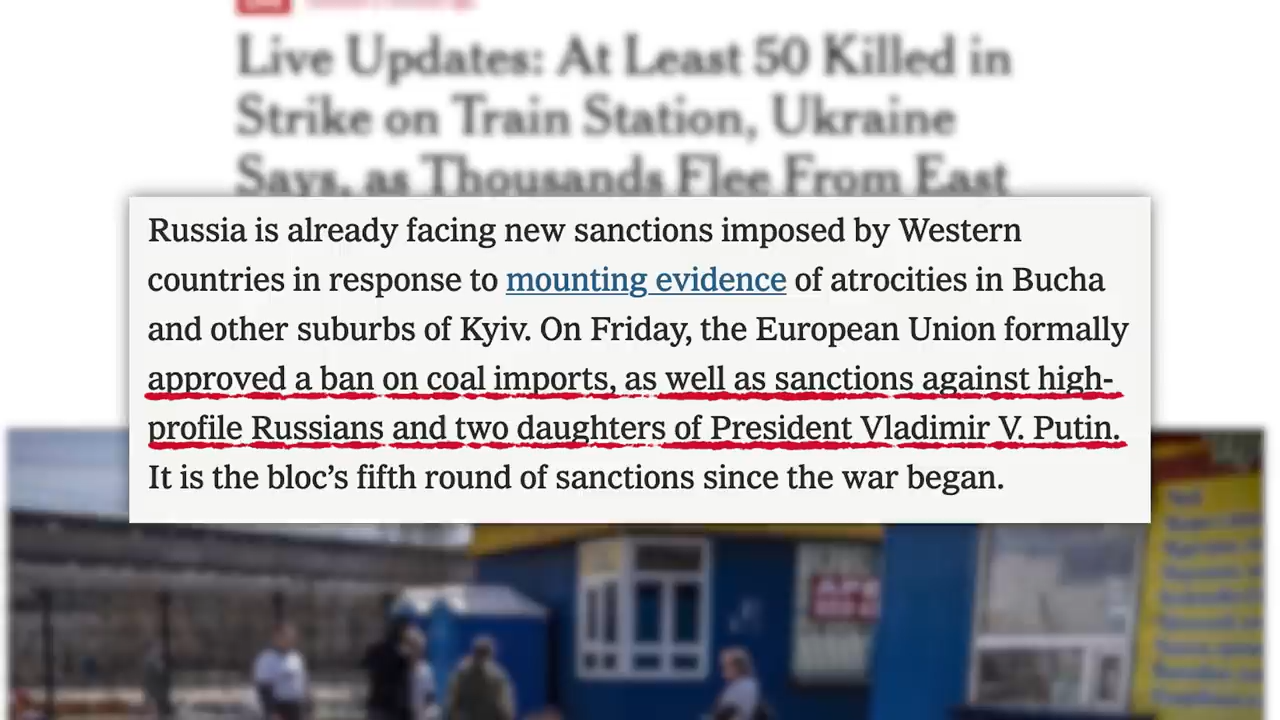 Live Updates: At Least 50 Killed in
Strike on Train Station, Ukraine
Says, as Thousands Flee From East
Russia is already facing new sanctions imposed by Western
countries in response to mounting evidence of atrocities in Bucha
and other suburbs of Kyiv. On Friday, the European Union formally
approved a ban on coal imports, as well as sanctions against high-
profile Russians and two daughters of President Vladimir V. Putin.
It is the bloc’s fifth round of sanctions since the war began.